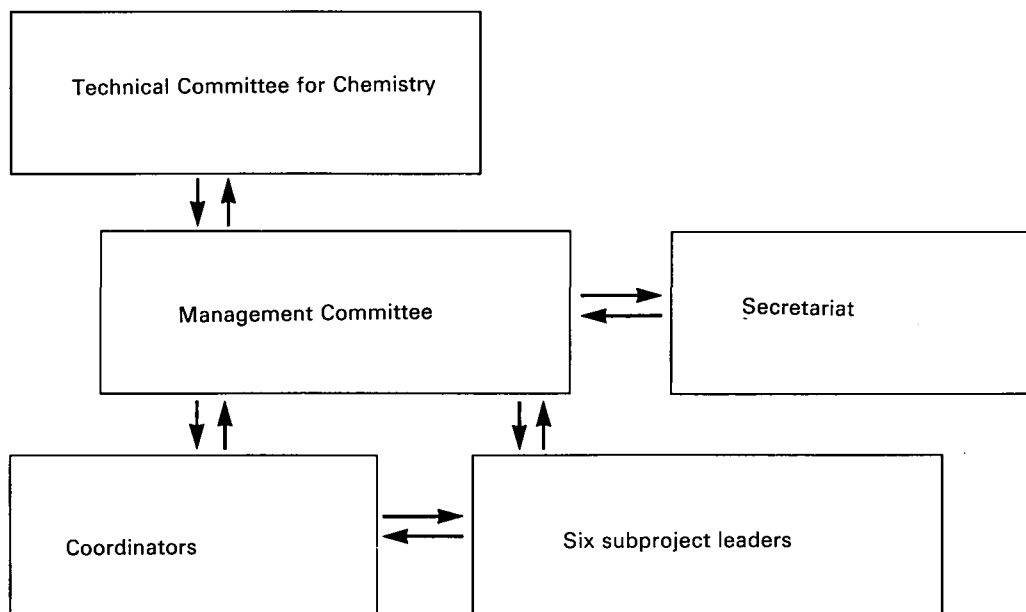 Technical Committee for Chemistry
Management Committee
Secretariat
Coordinators
Six subproject leaders